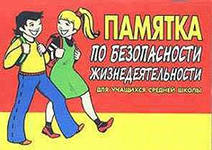 ПАМЯТКА
ПО БЕЗОПАСНОСТИ
ЖИЗНЕДЕЯТЕЛЬНОСТИ
ДЛЯ УЧАЩИХСЯ СРЕДНЕЙ ШКОЛЫ